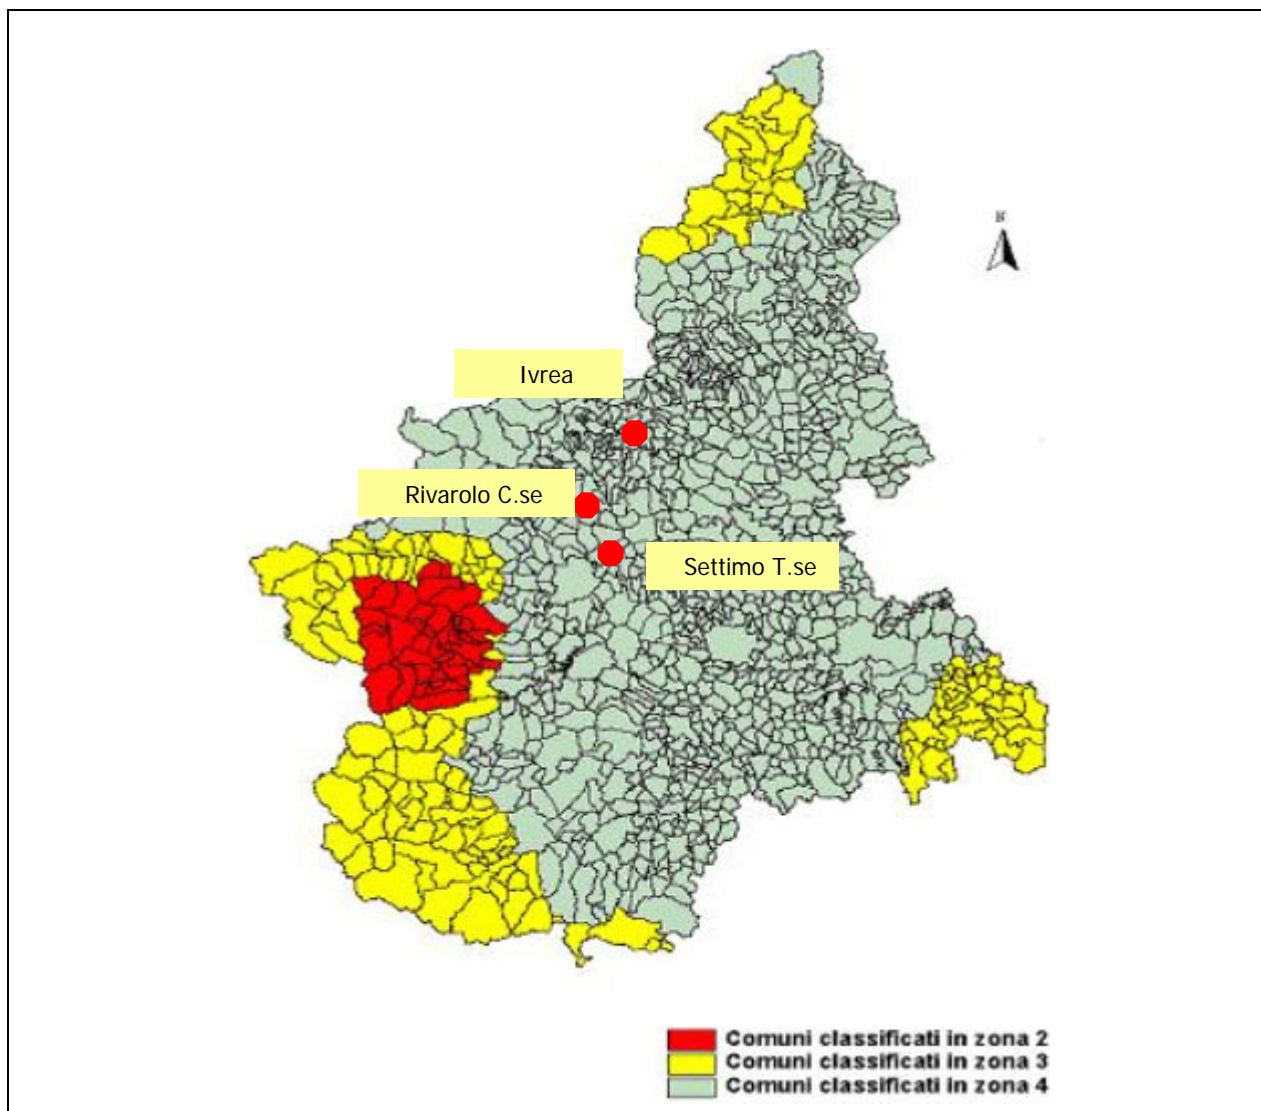 N
Ivrea
Rivarolo C.se
Settimo T.se
Comuni classificati in zona 2
Comuni classificati in zona 3
Comuni classificati in zona 4